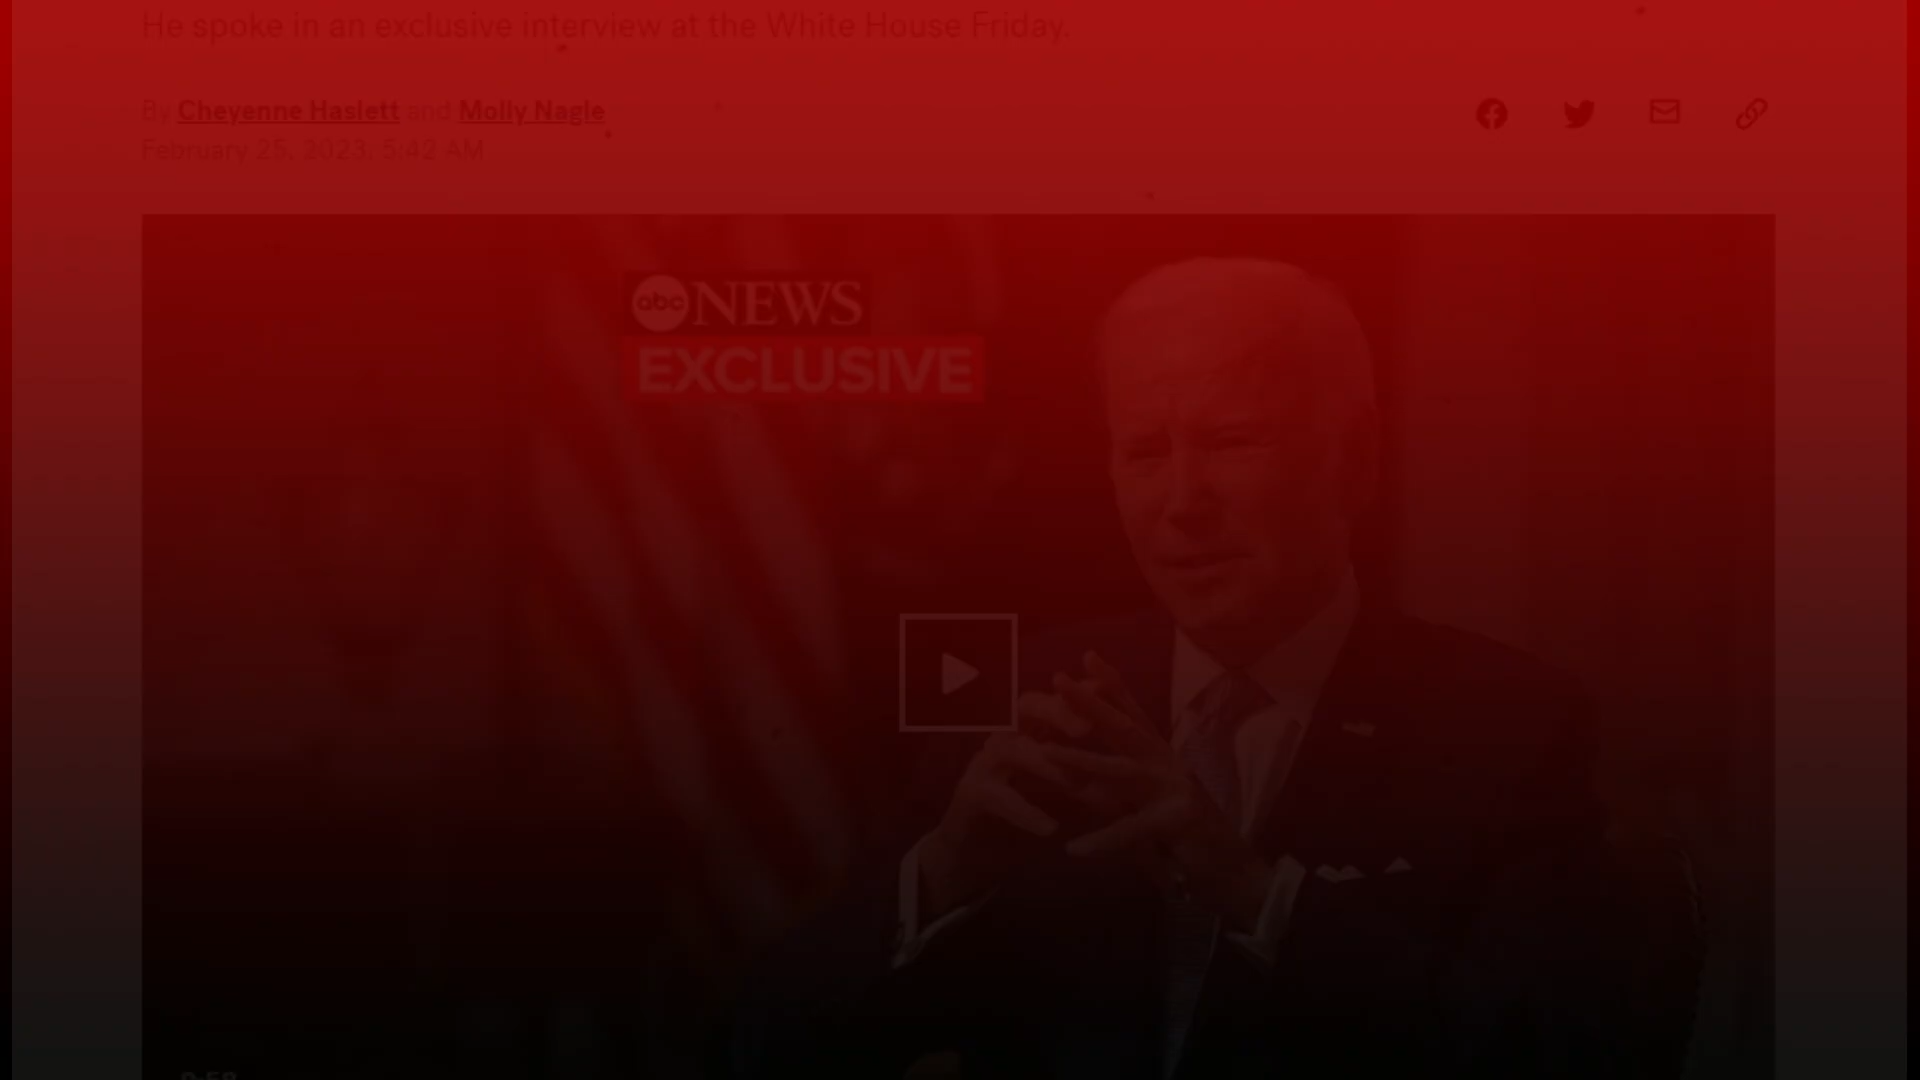 He spoke in an exclusive interview at the White House Friday.
By Cheyenne Haslett and Molly Nagle
February 25, 2023, 5:42 AM
abc NEWS
EXCLUSIVE